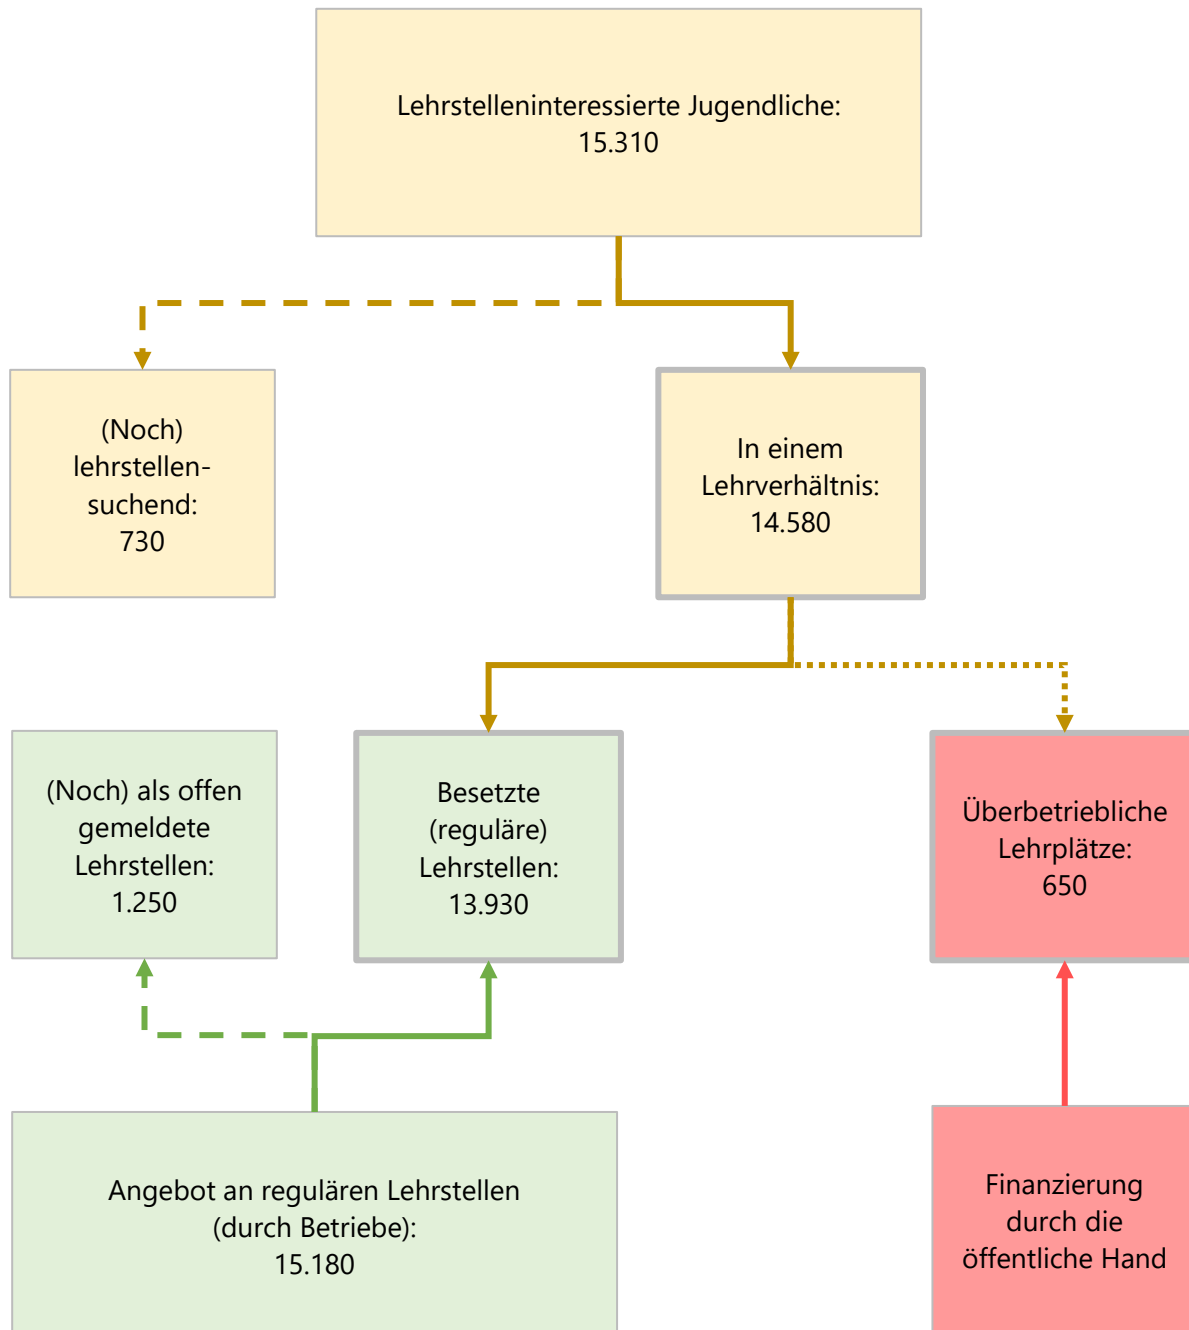 Lehrstelleninteressierte Jugendliche:
15.310
(Noch)
lehrstellen-
suchend:
730
In einem
Lehrverhältnis:
14.580
(Noch) als offen
gemeldete
Lehrstellen:
1.250
Besetzte
(reguläre)
Lehrstellen:
13.930
Überbetriebliche
Lehrplätze:
650
Angebot an regulären Lehrstellen
(durch Betriebe):
15.180
Finanzierung
durch die
öffentliche Hand